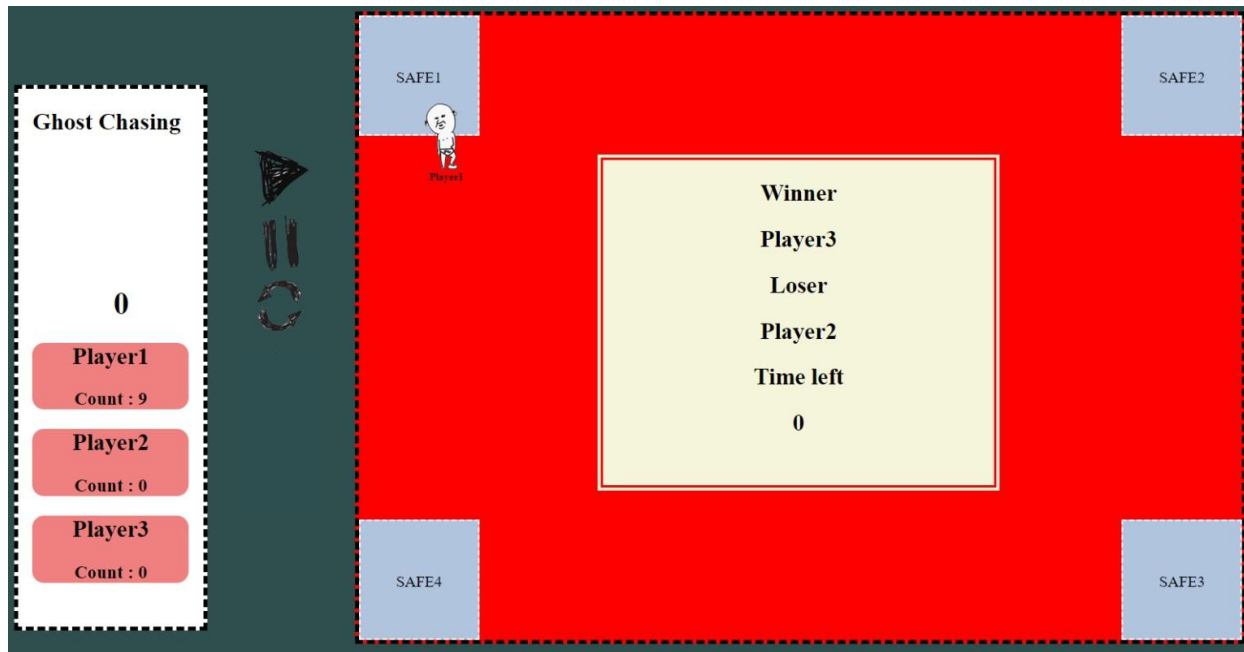 Ghost Chasing
0
Player1
Count : 9
Player2
Count : 0
Player3
Count : 0
SAFE1
SAFE2
Player1
Winner
Player3
Loser
Player2
Time left
0
SAFE4
SAFE3